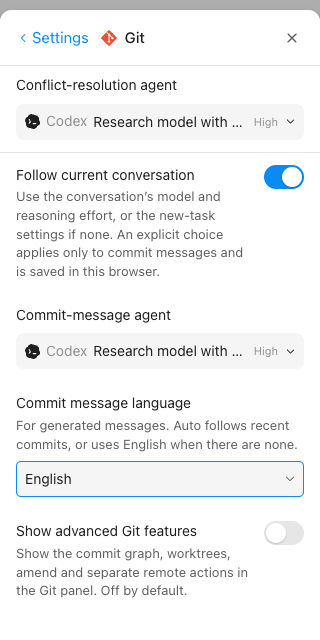 Settings Git
Conflict-resolution agent
Codex Research model with ... High
Follow current conversation
Use the conversation's model and
reasoning effort, or the new-task
settings if none. An explicit choice
applies only to commit messages and
is saved in this browser.
Commit-message agent
Codex Research model with ... High
Commit message language
For generated messages. Auto follows recent
commits, or uses English when there are none.
English
Show advanced Git features
Show the commit graph, worktrees,
amend and separate remote actions in
the Git panel. Off by default.